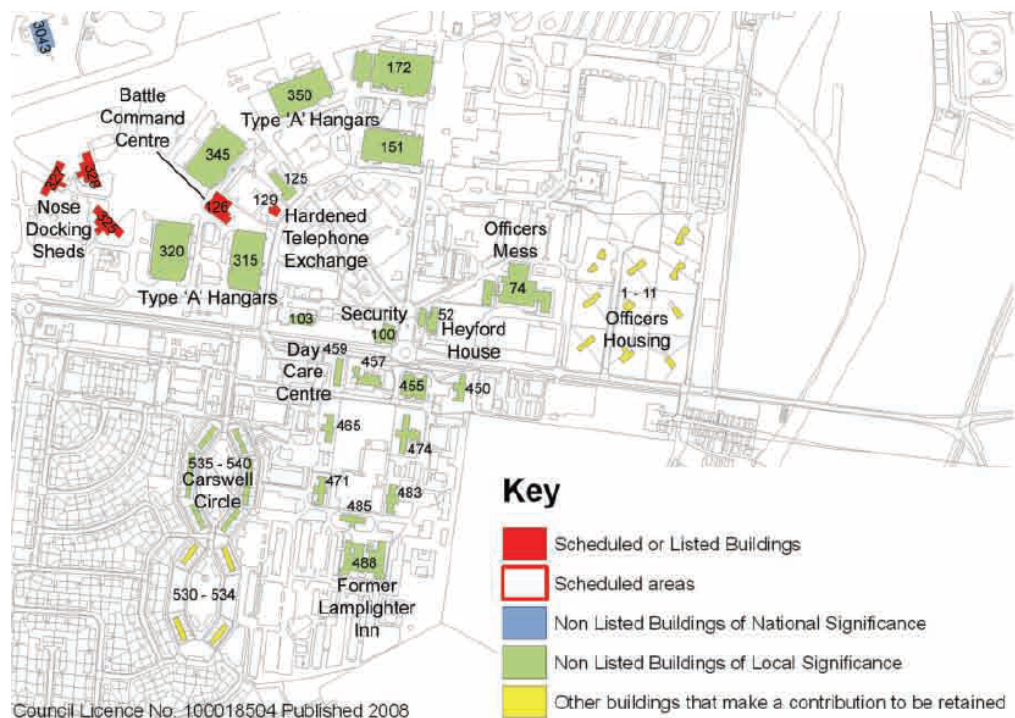 3043
172
350
Battle
Command
Centre
Type 'A' Hangars
345
151
125
327
328
129
126
325
Nose
Docking
Sheds
Hardened
Telephone
Exchange
320
315
Officers
Mess
74
1 - 11
Officers
Housing
Type 'A' Hangars
103
Security
100
52
Heyford
House
Day
Care
Centre
459
457
455
450
465
474
535 - 540
Carswell
Circle
471
483
485
530 - 534
488
Former
Lamplighter
Inn
Key
Scheduled or Listed Buildings
Scheduled areas
Non Listed Buildings of National Significance
Non Listed Buildings of Local Significance
Other buildings that make a contribution to be retained
Council Licence No. 100018504 Published 2008